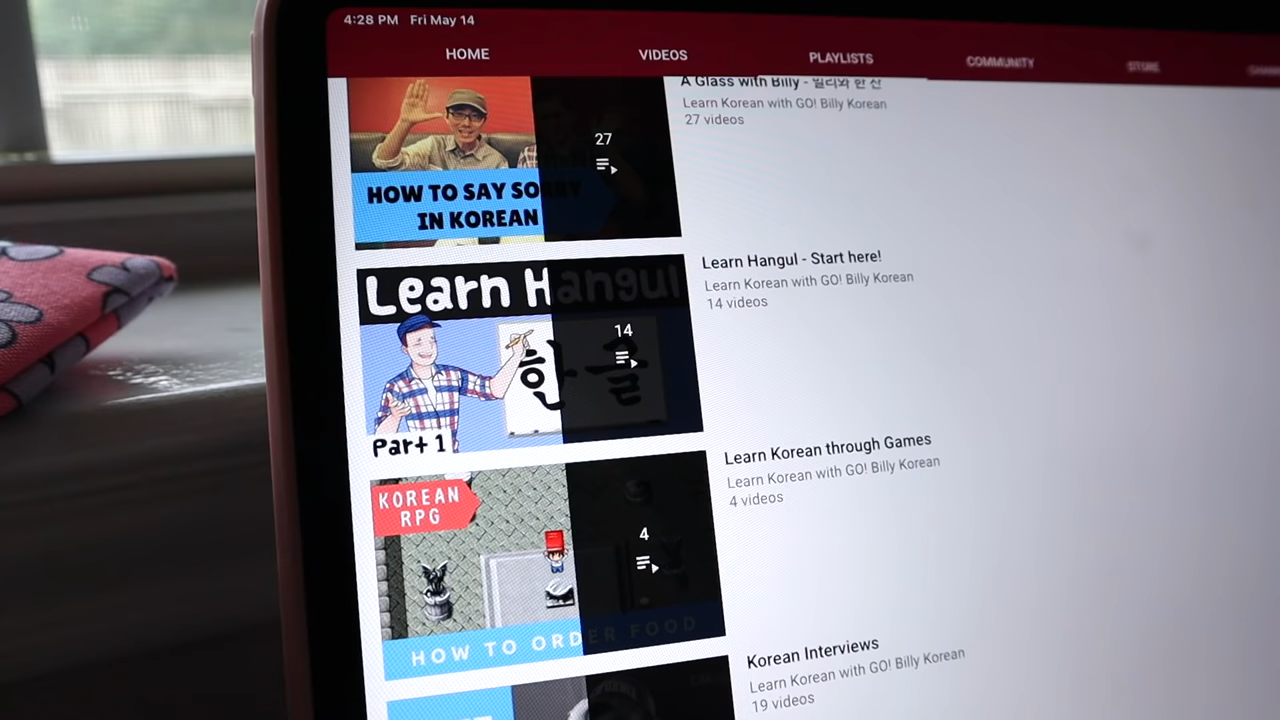 4:28 PM Fri May 14
HOME VIDEOS PLAYLISTS COMMUNITY STORE
A Glass with Billy - 빌리와 한 잔
Learn Korean with GO! Billy Korean
27 videos
27
HOW TO SAY SORRY
IN KOREAN
Learn Hangul - Start here!
Learn Korean with GO! Billy Korean
14 videos
Learn Hangul
14
한글
Part 1
Learn Korean through Games
Learn Korean with GO! Billy Korean
4 videos
KOREAN
RPG
4
HOW TO ORDER FOOD
Korean Interviews
Learn Korean with GO! Billy Korean
19 videos